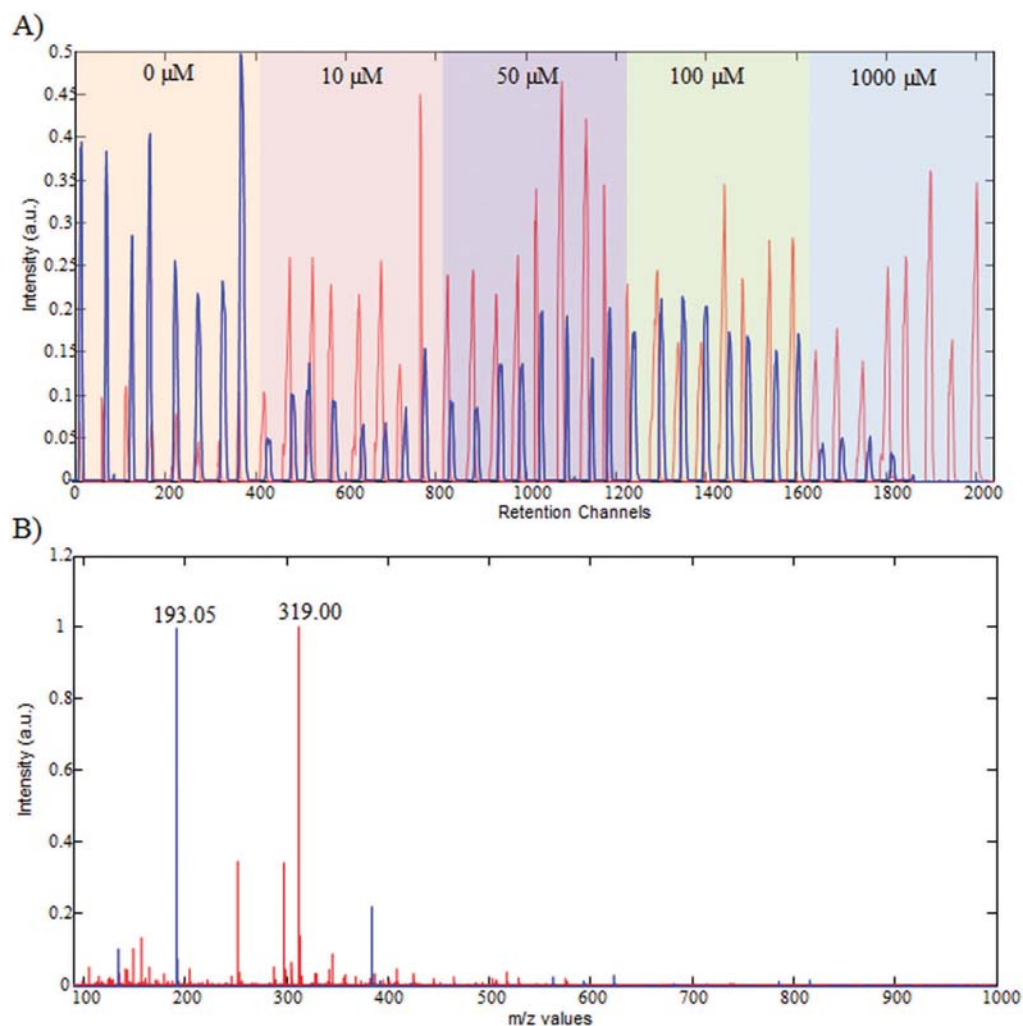 A)
0 μM 10 μM 50 μM 100 μM 1000 μM
0.5
0.45
0.4
0.35
0.3
0.25
0.2
0.15
0.1
0.05
0
Intensity (a.u.)
0 200 400 600 800 1000 1200 1400 1600 1800 2000
Retention Channels
B)
1.2
1
0.8
0.6
0.4
0.2
0
Intensity (a.u.)
193.05 319.00
100 200 300 400 500 600 700 800 900 1000
m/z values